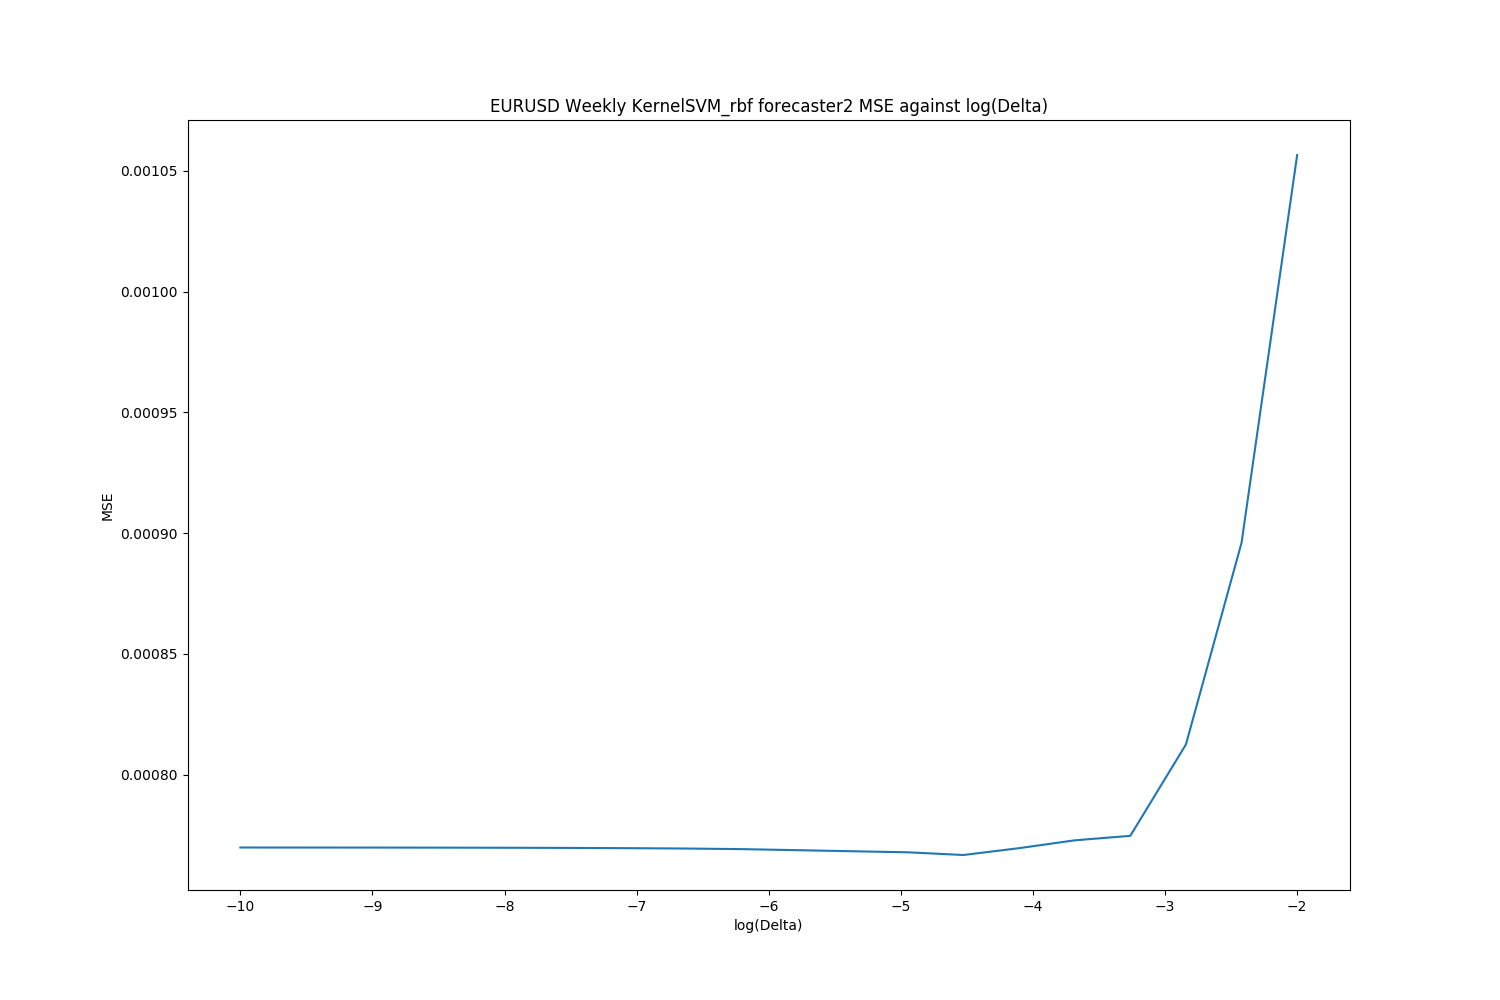 EURUSD Weekly KernelSVM_rbf forecaster2 MSE against log(Delta)
0.00105
0.00100
0.00095
0.00090
0.00085
0.00080
MSE
−10 −9 −8 −7 −6 −5 −4 −3 −2
log(Delta)